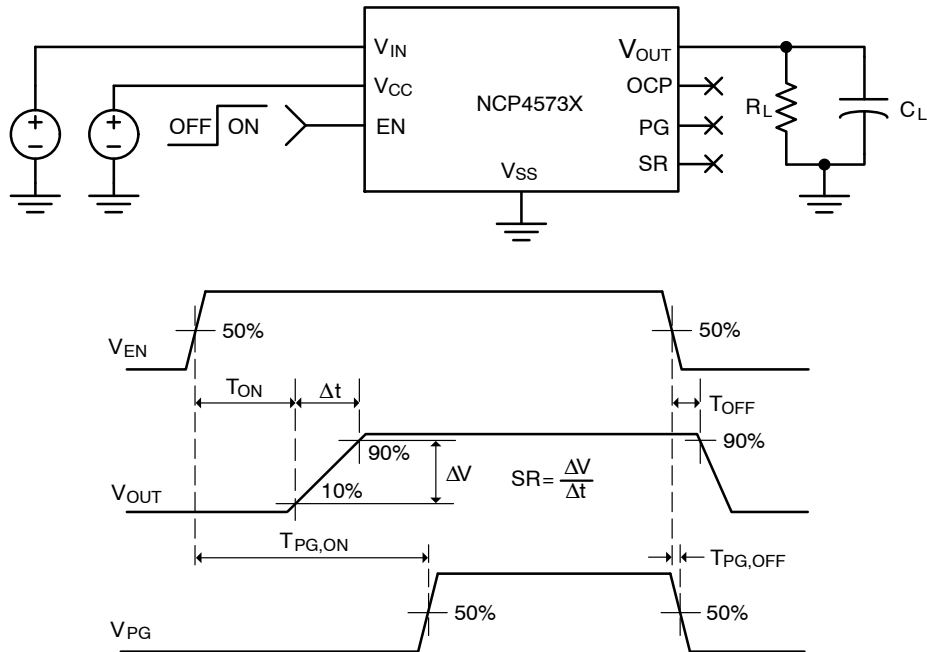 V_IN
V_OUT
V_CC
OCP
NCP4573X
R_L
C_L
OFF
ON
EN
PG
V_SS
SR
50%
50%
V_EN
T_ON
Δt
T_OFF
90%
ΔV
90%
SR= ΔV/Δt
10%
V_OUT
T_PG,ON
T_PG,OFF
50%
50%
V_PG